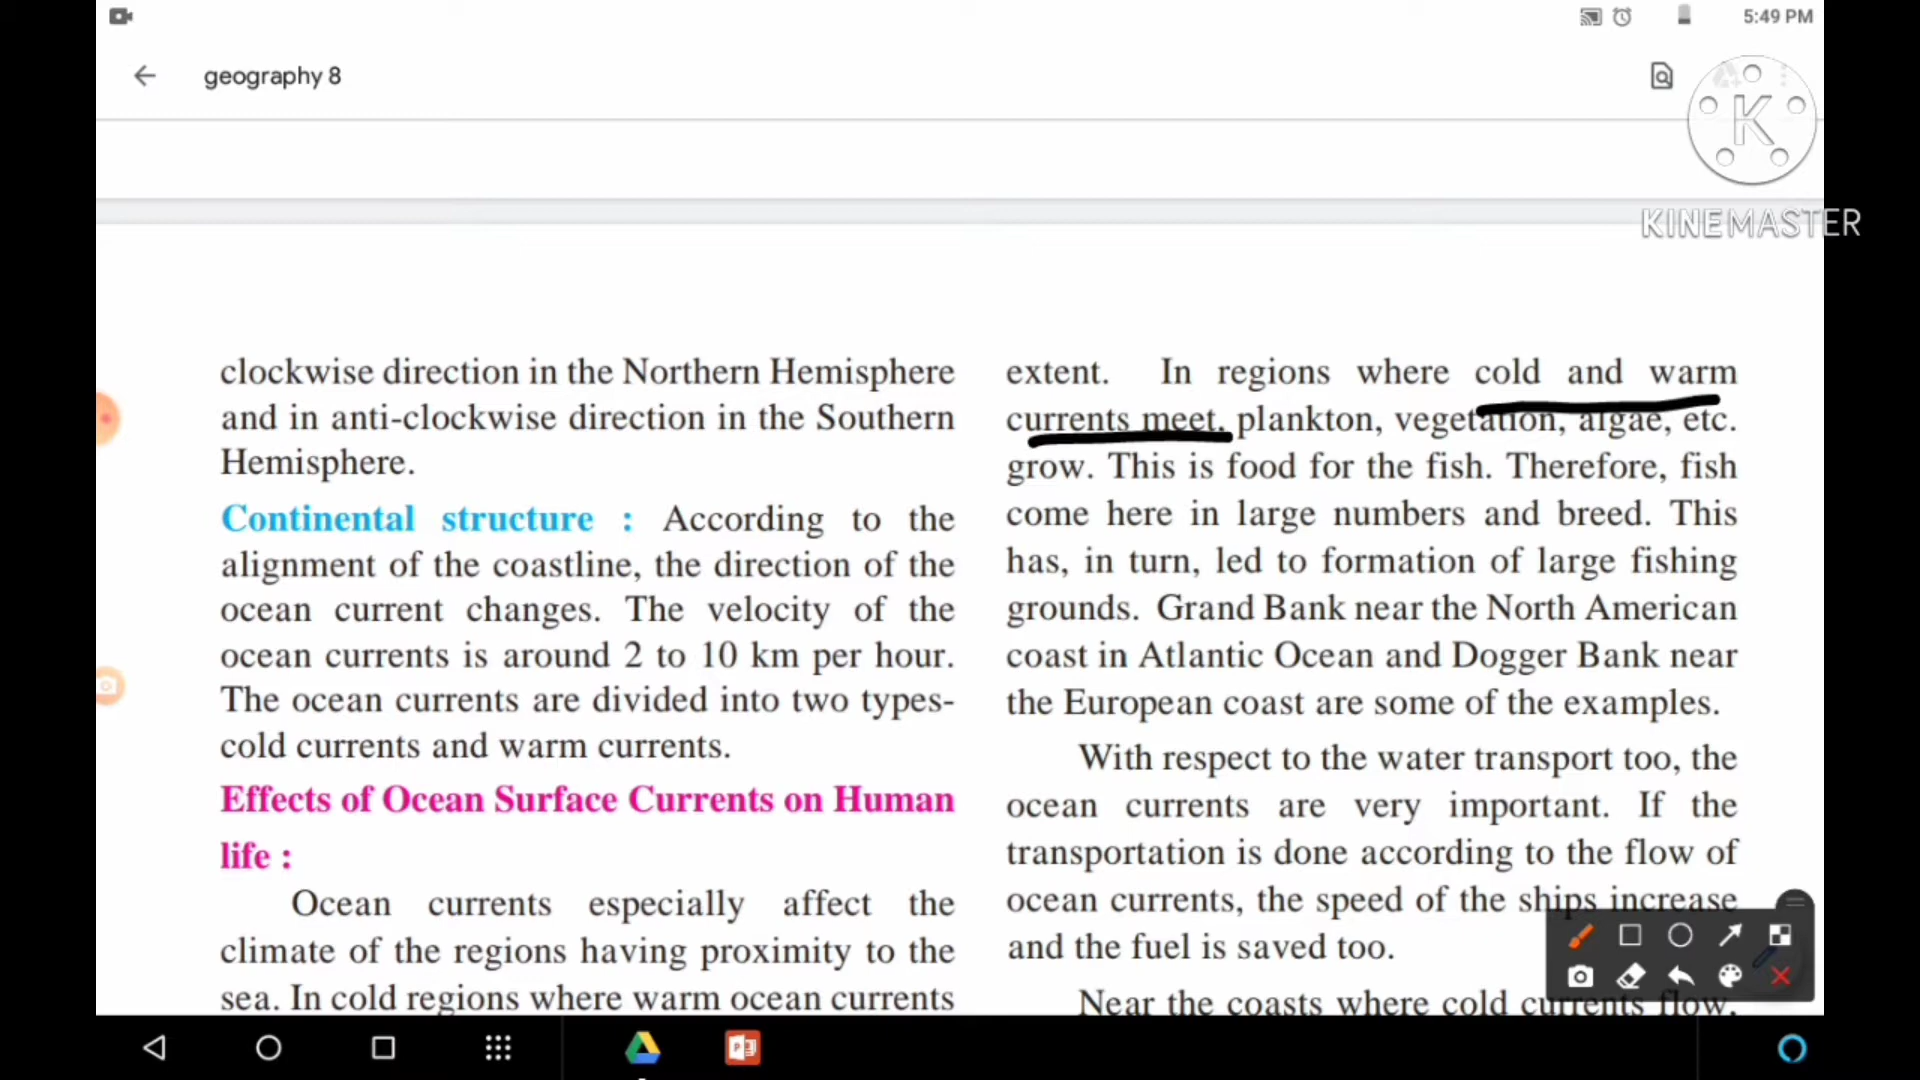 5:49 PM
geography 8
K
KINEMASTER
clockwise direction in the Northern Hemisphere
and in anti-clockwise direction in the Southern
Hemisphere.
Continental structure : According to the
alignment of the coastline, the direction of the
ocean current changes. The velocity of the
ocean currents is around 2 to 10 km per hour.
The ocean currents are divided into two types-
cold currents and warm currents.
Effects of Ocean Surface Currents on Human
life :
Ocean currents especially affect the
climate of the regions having proximity to the
sea. In cold regions where warm ocean currents
extent. In regions where cold and warm
currents meet, plankton, vegetation, algae, etc.
grow. This is food for the fish. Therefore, fish
come here in large numbers and breed. This
has, in turn, led to formation of large fishing
grounds. Grand Bank near the North American
coast in Atlantic Ocean and Dogger Bank near
the European coast are some of the examples.
With respect to the water transport too, the
ocean currents are very important. If the
transportation is done according to the flow of
ocean currents, the speed of the ships increase
and the fuel is saved too.
Near the coasts where cold currents flow,